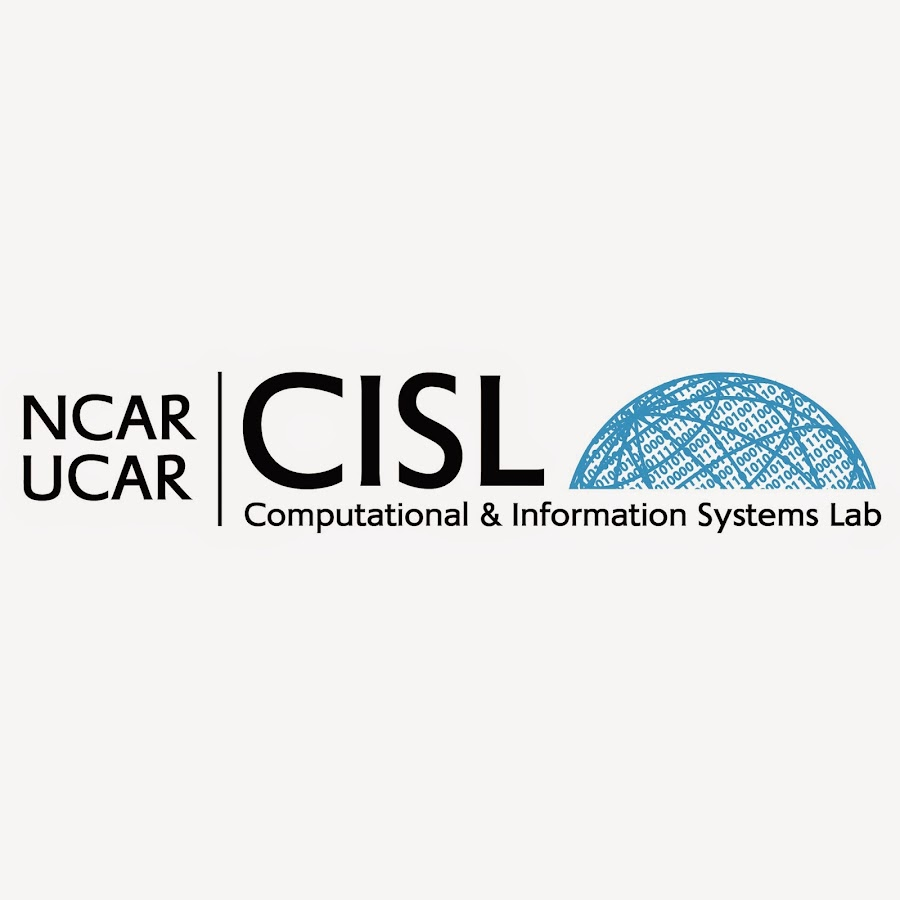 NCAR
UCAR
CISL
Computational & Information Systems Lab